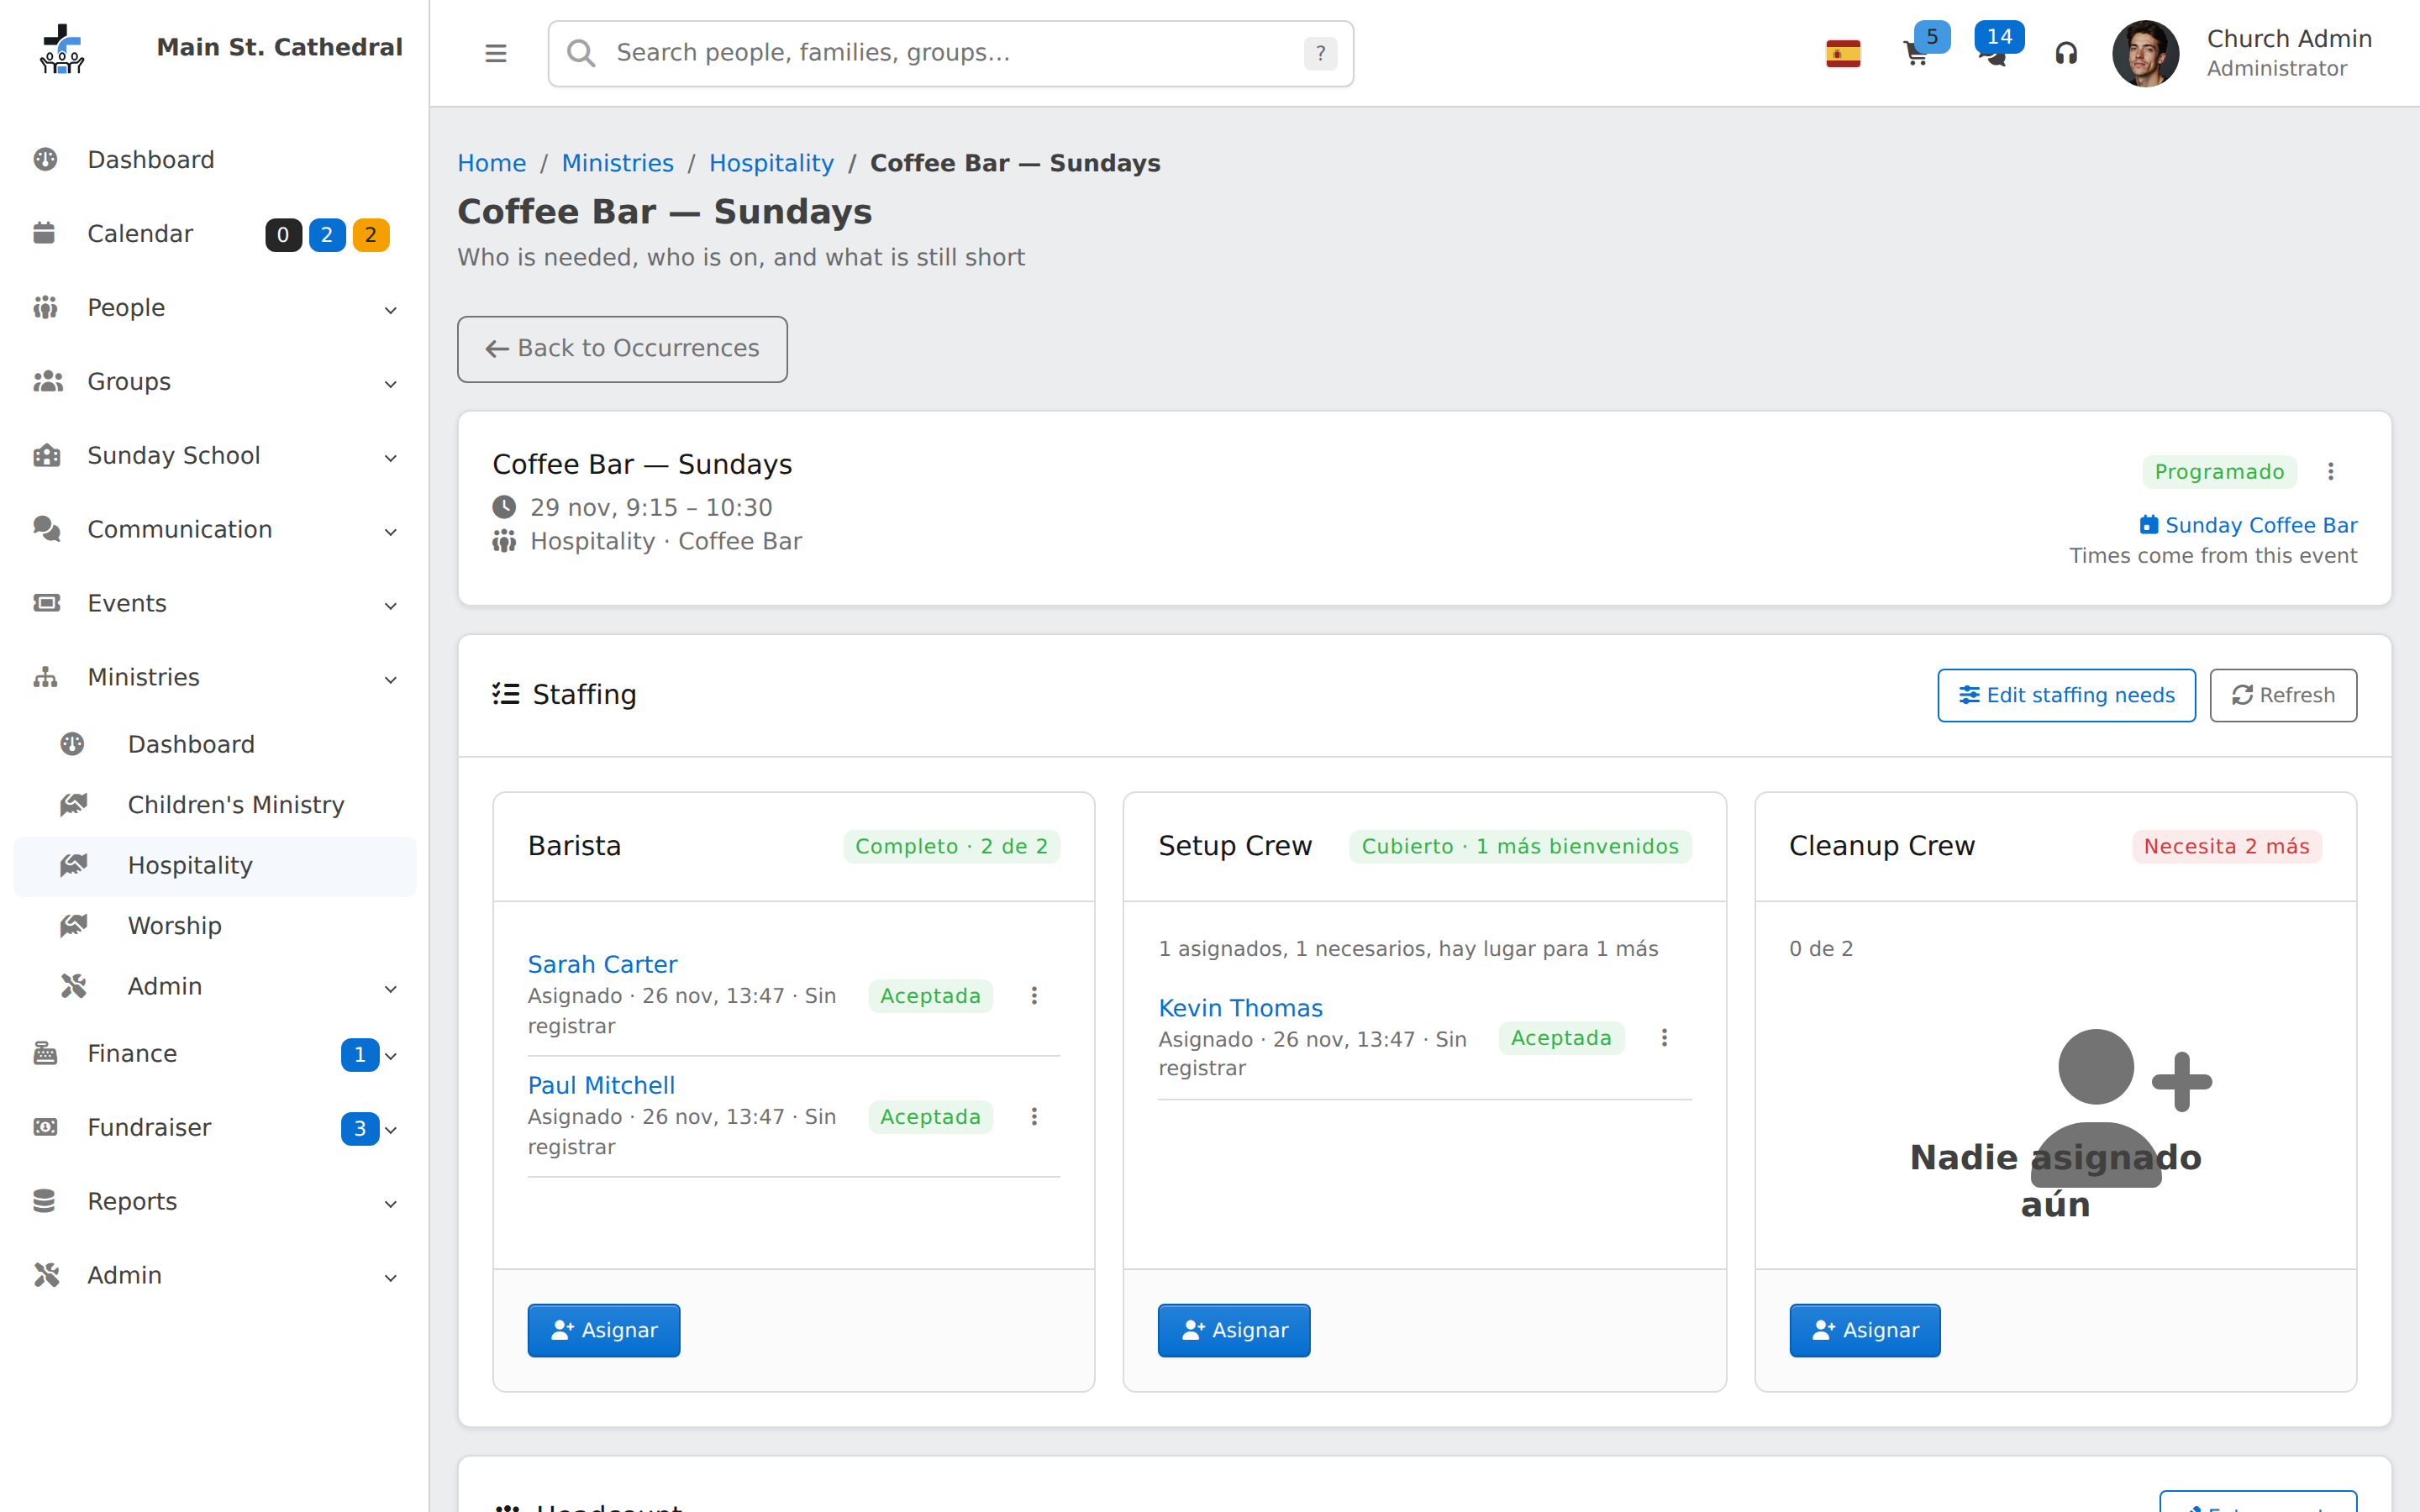 Main St. Cathedral
Search people, families, groups...
?
5
14
Church Admin
Administrator
Dashboard
Calendar
0
2
2
People
Groups
Sunday School
Communication
Events
Ministries
Dashboard
Children's Ministry
Hospitality
Worship
Admin
Finance
1
Fundraiser
3
Reports
Admin
Home / Ministries / Hospitality / Coffee Bar — Sundays
Coffee Bar — Sundays
Who is needed, who is on, and what is still short
Back to Occurrences
Coffee Bar — Sundays
29 nov, 9:15 – 10:30
Hospitality · Coffee Bar
Programado
Sunday Coffee Bar
Times come from this event
Staffing
Edit staffing needs
Refresh
Barista
Completo · 2 de 2
Sarah Carter
Asignado · 26 nov, 13:47 · Sin
registrar
Aceptada
Paul Mitchell
Asignado · 26 nov, 13:47 · Sin
registrar
Aceptada
Asignar
Setup Crew
Cubierto · 1 más bienvenidos
1 asignados, 1 necesarios, hay lugar para 1 más
Kevin Thomas
Asignado · 26 nov, 13:47 · Sin
registrar
Aceptada
Asignar
Cleanup Crew
Necesita 2 más
0 de 2
Nadie asignado
aún
Asignar